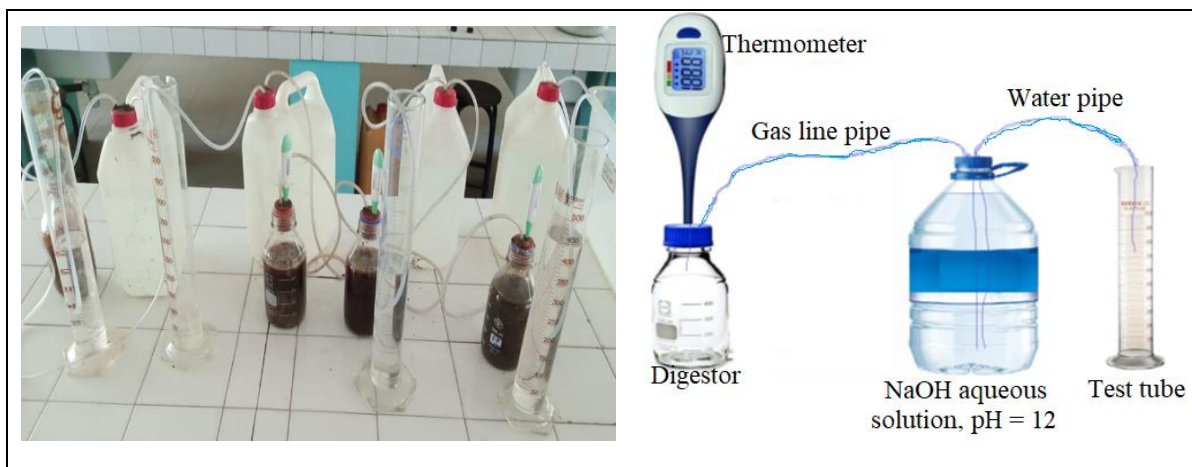 Thermometer
Water pipe
Gas line pipe
Digestor
NaOH aqueous
solution, pH = 12
Test tube